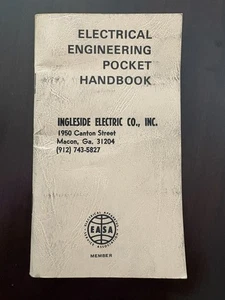 ELECTRICAL
ENGINEERING
POCKET
HANDBOOK
INGLESIDE ELECTRIC CO., INC.
1950 Canton Street
Macon, Ga. 31204
(912) 743-5827
EASA
MEMBER